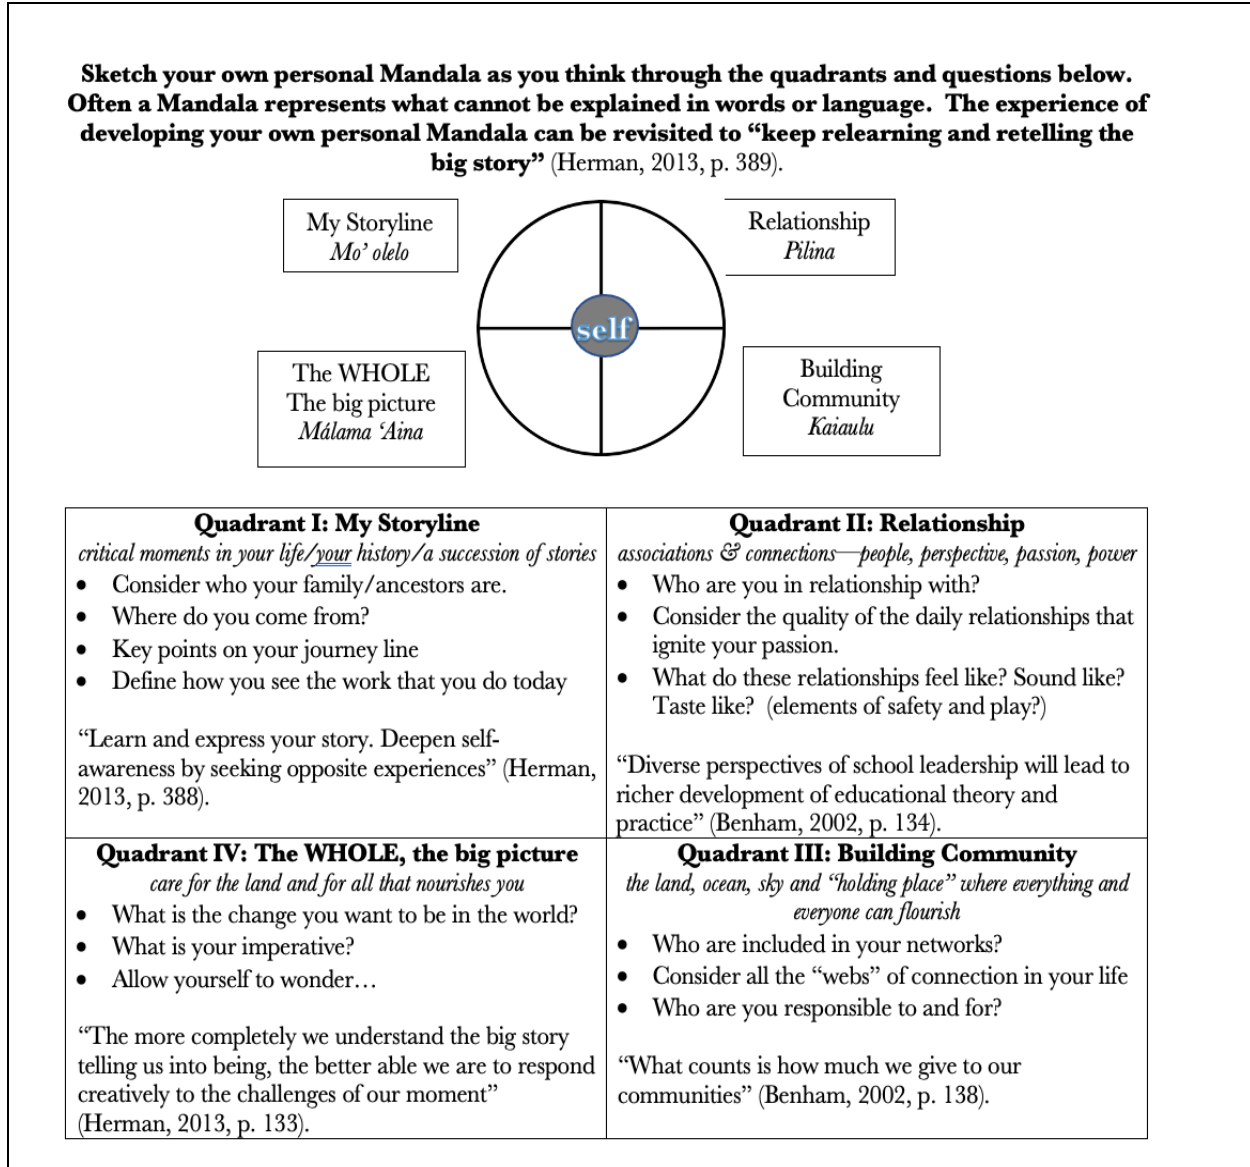 Sketch your own personal Mandala as you think through the quadrants and questions below.
Often a Mandala represents what cannot be explained in words or language.  The experience of
developing your own personal Mandala can be revisited to “keep relearning and retelling the
big story” (Herman, 2013, p. 389).
My Storyline
Mo’ olelo
Relationship
Pilina
self
The WHOLE
The big picture
Málama ‘Aina
Building
Community
Kaiaulu
Quadrant I: My Storyline
critical moments in your life/your history/a succession of stories
• Consider who your family/ancestors are.
• Where do you come from?
• Key points on your journey line
• Define how you see the work that you do today
“Learn and express your story. Deepen self-
awareness by seeking opposite experiences” (Herman,
2013, p. 388).
Quadrant II: Relationship
associations & connections—people, perspective, passion, power
• Who are you in relationship with?
• Consider the quality of the daily relationships that
ignite your passion.
• What do these relationships feel like? Sound like?
Taste like?  (elements of safety and play?)
“Diverse perspectives of school leadership will lead to
richer development of educational theory and
practice” (Benham, 2002, p. 134).
Quadrant IV: The WHOLE, the big picture
care for the land and for all that nourishes you
• What is the change you want to be in the world?
• What is your imperative?
• Allow yourself to wonder…
“The more completely we understand the big story
telling us into being, the better able we are to respond
creatively to the challenges of our moment”
(Herman, 2013, p. 133).
Quadrant III: Building Community
the land, ocean, sky and “holding place” where everything and
everyone can flourish
• Who are included in your networks?
• Consider all the “webs” of connection in your life
• Who are you responsible to and for?
“What counts is how much we give to our
communities” (Benham, 2002, p. 138).